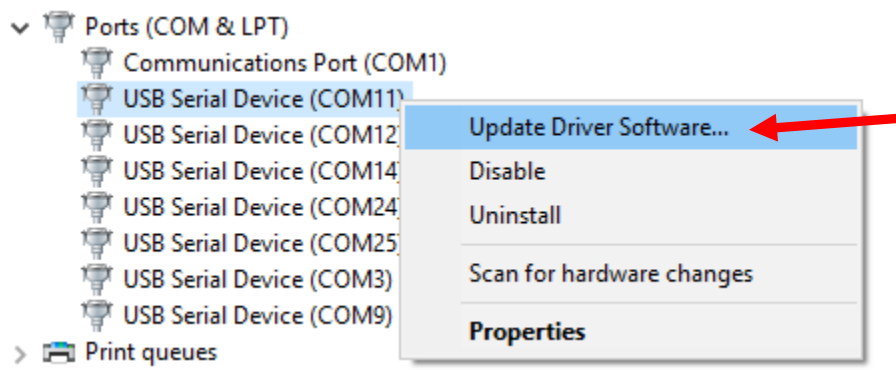 Ports (COM & LPT)
Communications Port (COM1)
USB Serial Device (COM11)
USB Serial Device (COM12)
USB Serial Device (COM14)
USB Serial Device (COM24)
USB Serial Device (COM25)
USB Serial Device (COM3)
USB Serial Device (COM9)
Print queues
Update Driver Software...
Disable
Uninstall
Scan for hardware changes
Properties